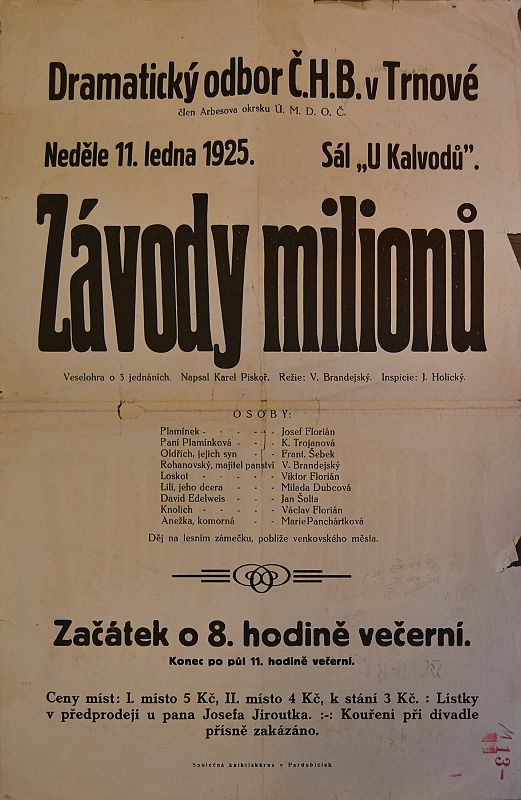 Dramatický odbor Č.H.B. v Trnové
člen Arbesova okrsku Ú. M. D. O. Č.
Neděle 11. ledna 1925. Sál „U Kalvodů”.
Závody milionů
Veselohra o 3 jednáních. Napsal Karel Piskoř. Režie: V. Brandejský. Inspicie: J. Holický.
OSOBY:
Plamínek - - - - - - Josef Florián
Paní Plamínková - - - K. Trojanová
Oldřich, jejich syn - - Frant. Šebek
Rohanovský, majitel panství V. Brandejský
Loskot - - - - - - Viktor Florián
Lili, jeho dcera - - - - Milada Dubcová
David Edelweis - - - Jan Šolta
Knolich - - - - - - Václav Florián
Anežka, komorná - - - Marie Panchártková
Děj na lesním zámečku, poblíže venkovského města.
Začátek o 8. hodině večerní.
Konec po půl 11. hodině večerní.
Ceny míst: I. místo 5 Kč, II. místo 4 Kč, k stání 3 Kč. : Lístky
v předprodeji u pana Josefa Jiroutka. :-: Kouření při divadle
přísně zakázáno.
Společná knihtiskárna v Pardubicích.
13-